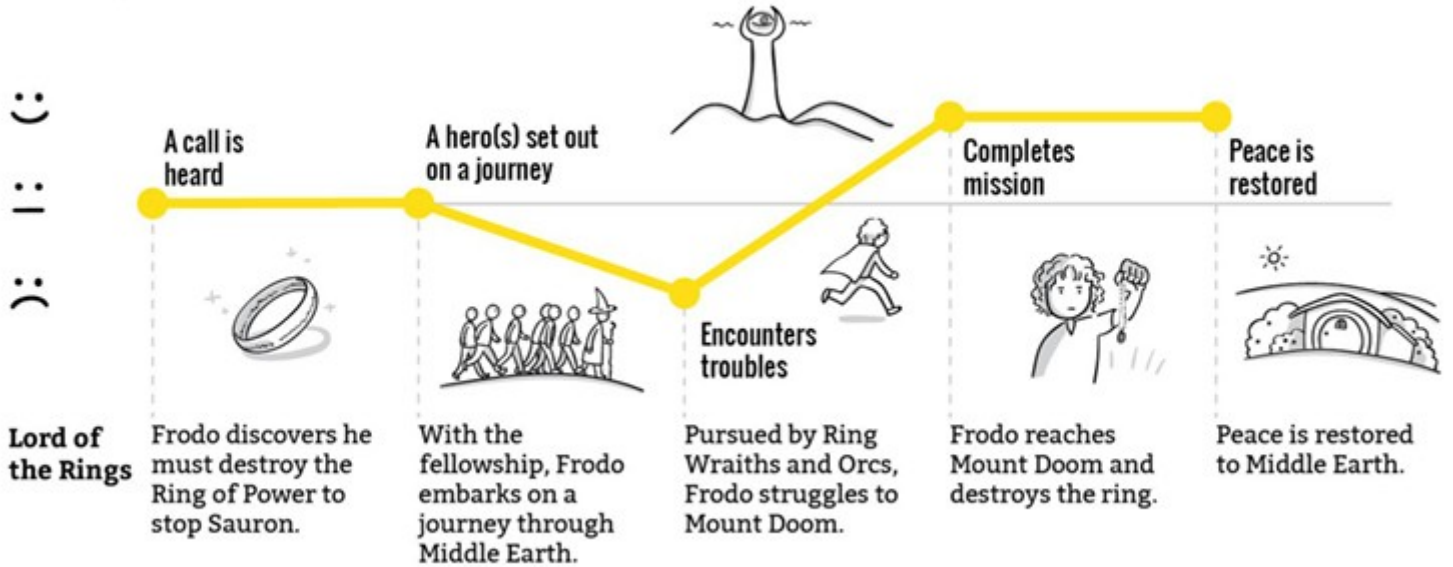 A call is
heard
A hero(s) set out
on a journey
Encounters
troubles
Completes
mission
Peace is
restored
Lord of
the Rings
Frodo discovers he
must destroy the
Ring of Power to
stop Sauron.
With the
fellowship, Frodo
embarks on a
journey through
Middle Earth.
Pursued by Ring
Wraiths and Orcs,
Frodo struggles to
Mount Doom.
Frodo reaches
Mount Doom and
destroys the ring.
Peace is restored
to Middle Earth.